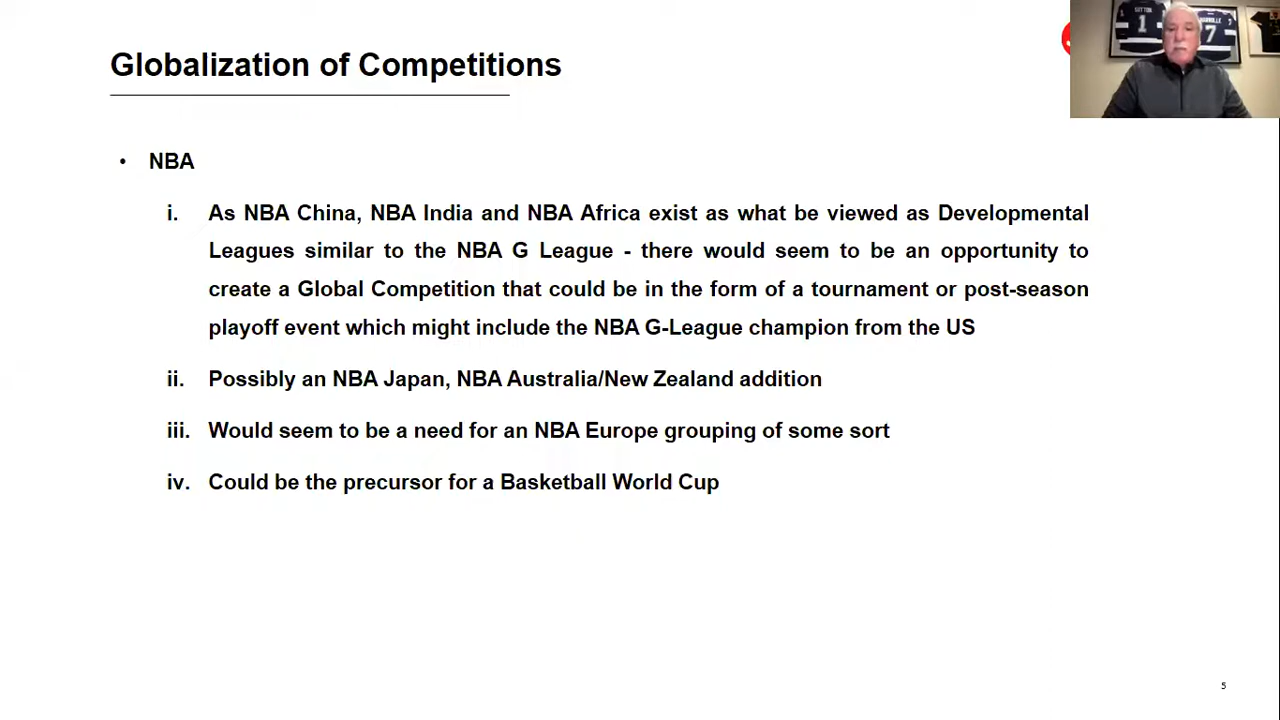 Globalization of Competitions
SUTTON
1
1
7
• NBA
i. As NBA China, NBA India and NBA Africa exist as what be viewed as Developmental
Leagues similar to the NBA G League - there would seem to be an opportunity to
create a Global Competition that could be in the form of a tournament or post-season
playoff event which might include the NBA G-League champion from the US
ii. Possibly an NBA Japan, NBA Australia/New Zealand addition
iii. Would seem to be a need for an NBA Europe grouping of some sort
iv. Could be the precursor for a Basketball World Cup
5